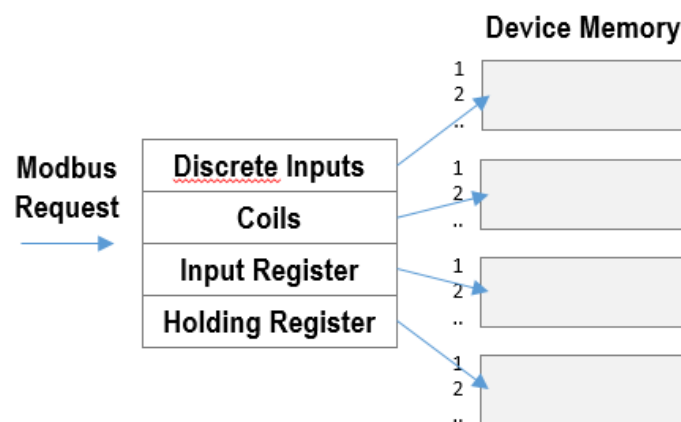 Device Memory
1
2
..
Modbus
Request
Discrete Inputs
Coils
Input Register
Holding Register
1
2
..
1
2
..
1
2
..